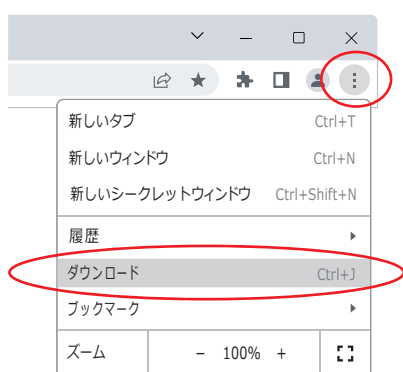 新しいタブ Ctrl+T
新しいウィンドウ Ctrl+N
新しいシークレットウィンドウ Ctrl+Shift+N
履歴
ダウンロード Ctrl+J
ブックマーク
ズーム − 100% +